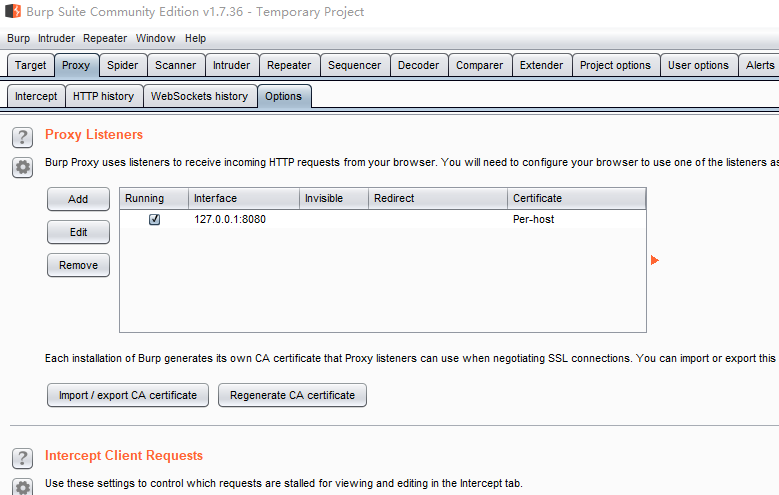 Burp Suite Community Edition v1.7.36 - Temporary Project
Burp Intruder Repeater Window Help
Target Proxy Spider Scanner Intruder Repeater Sequencer Decoder Comparer Extender Project options User options Alerts
Intercept HTTP history WebSockets history Options
? Proxy Listeners
Burp Proxy uses listeners to receive incoming HTTP requests from your browser. You will need to configure your browser to use one of the listeners as
Add Running Interface Invisible Redirect Certificate
127.0.0.1:8080 Per-host
Edit
Remove
Each installation of Burp generates its own CA certificate that Proxy listeners can use when negotiating SSL connections. You can import or export this
Import / export CA certificate Regenerate CA certificate
? Intercept Client Requests
Use these settings to control which requests are stalled for viewing and editing in the Intercept tab.